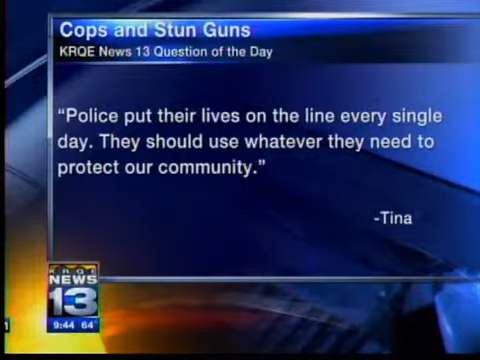 Cops and Stun Guns
KRQE News 13 Question of the Day
“Police put their lives on the line every single
day. They should use whatever they need to
protect our community.”
-Tina
KRQE
NEWS
13
9:44 64°